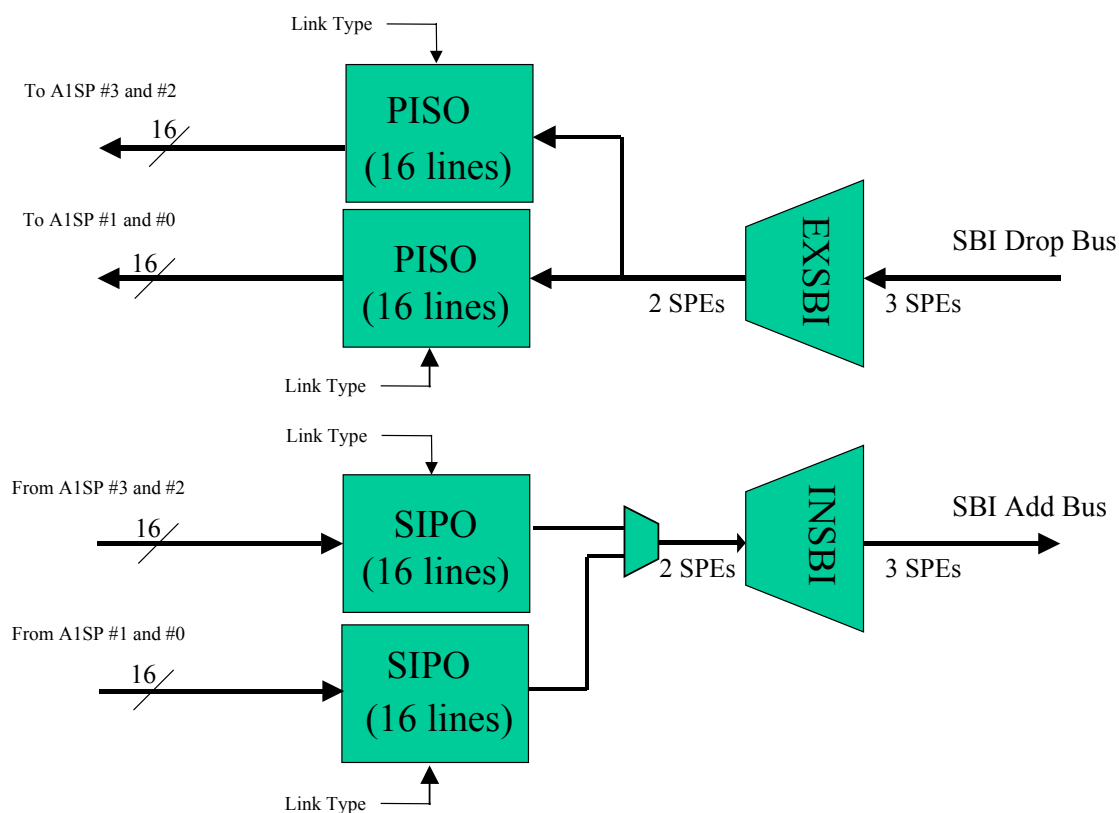 Link Type
To A1SP #3 and #2
16
PISO
(16 lines)
To A1SP #1 and #0
16
PISO
(16 lines)
EXSBI
SBI Drop Bus
2 SPEs
3 SPEs
Link Type
Link Type
From A1SP #3 and #2
16
SIPO
(16 lines)
INSBI
SBI Add Bus
2 SPEs
3 SPEs
From A1SP #1 and #0
16
SIPO
(16 lines)
Link Type